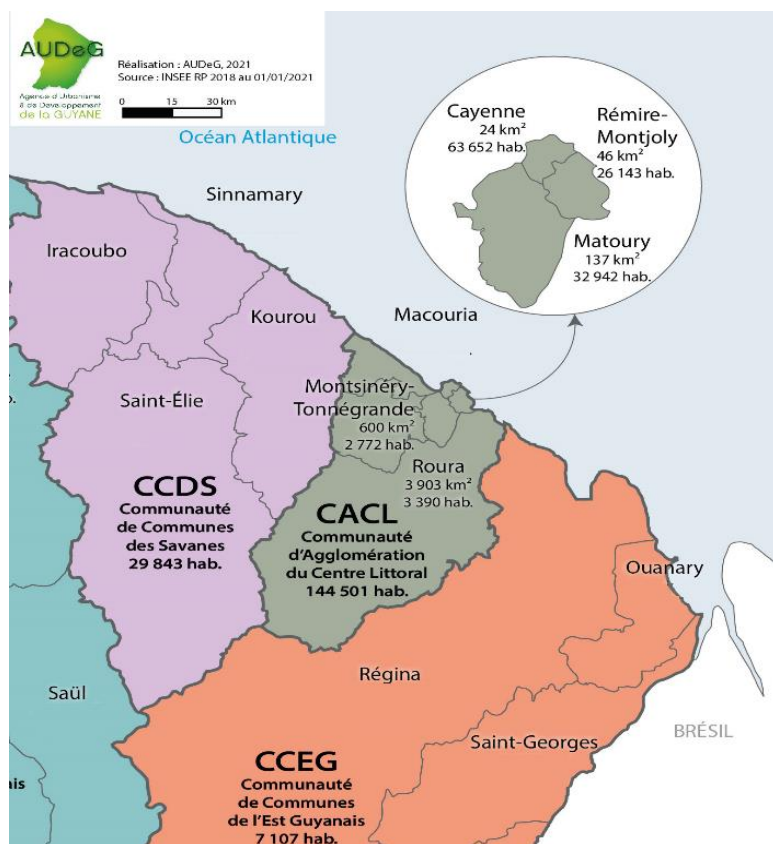 AUDeG
Agence d'Urbanisme
& de Développement
de la GUYANE
Réalisation : AUDeG, 2021
Source : INSEE RP 2018 au 01/01/2021
0 15 30 km
Océan Atlantique
Cayenne
24 km²
63 652 hab.
Rémire-
Montjoly
46 km²
26 143 hab.
Matoury
137 km²
32 942 hab.
Sinnamary
Iracoubo
Kourou
Macouria
Saint-Élie
Montsinéry-
Tonnégrande
600 km²
2 772 hab.
Roura
3 903 km²
3 390 hab.
CCDS
Communauté
de Communes
des Savanes
29 843 hab.
CACL
Communauté
d'Agglomération
du Centre Littoral
144 501 hab.
Ouanary
Saül
Régina
Saint-Georges
BRÉSIL
CCEG
Communauté
de Communes
de l'Est Guyanais
7 107 hab.